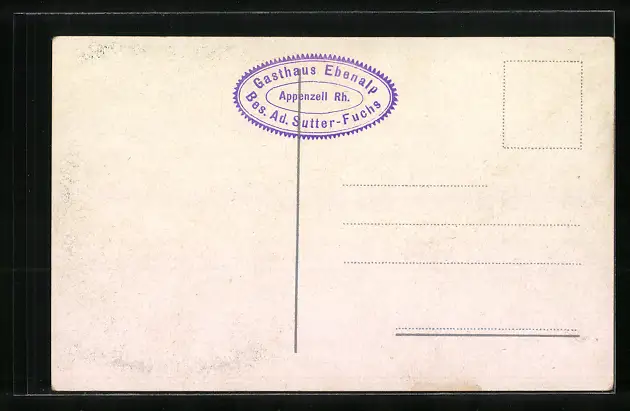 Gasthaus Ebenalp
Appenzell Rh.
Bes. Ad. Sutter-Fuchs